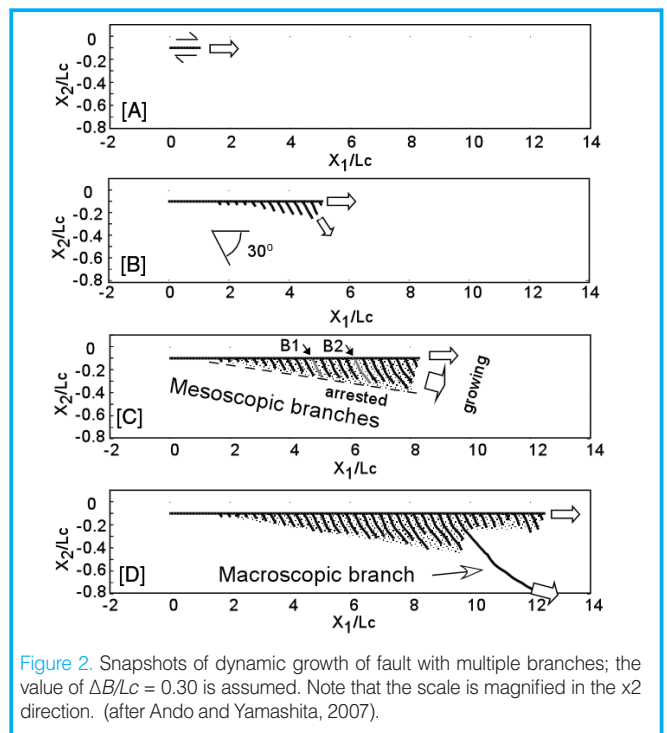 0
-0.2
-0.4
-0.6
-0.8
X2/Lc
[A]
-2 0 2 4 6 8 10 12 14
X1/Lc
0
-0.2
-0.4
-0.6
-0.8
X2/Lc
30º
[B]
-2 0 2 4 6 8 10 12 14
X1/Lc
0
-0.2
-0.4
-0.6
-0.8
X2/Lc
B1 B2
growing
arrested
Mesoscopic branches
[C]
-2 0 2 4 6 8 10 12 14
X1/Lc
0
-0.2
-0.4
-0.6
-0.8
X2/Lc
Macroscopic branch
[D]
-2 0 2 4 6 8 10 12 14
X1/Lc
Figure 2. Snapshots of dynamic growth of fault with multiple branches; the
value of ΔB/Lc = 0.30 is assumed. Note that the scale is magnified in the x2
direction. (after Ando and Yamashita, 2007).